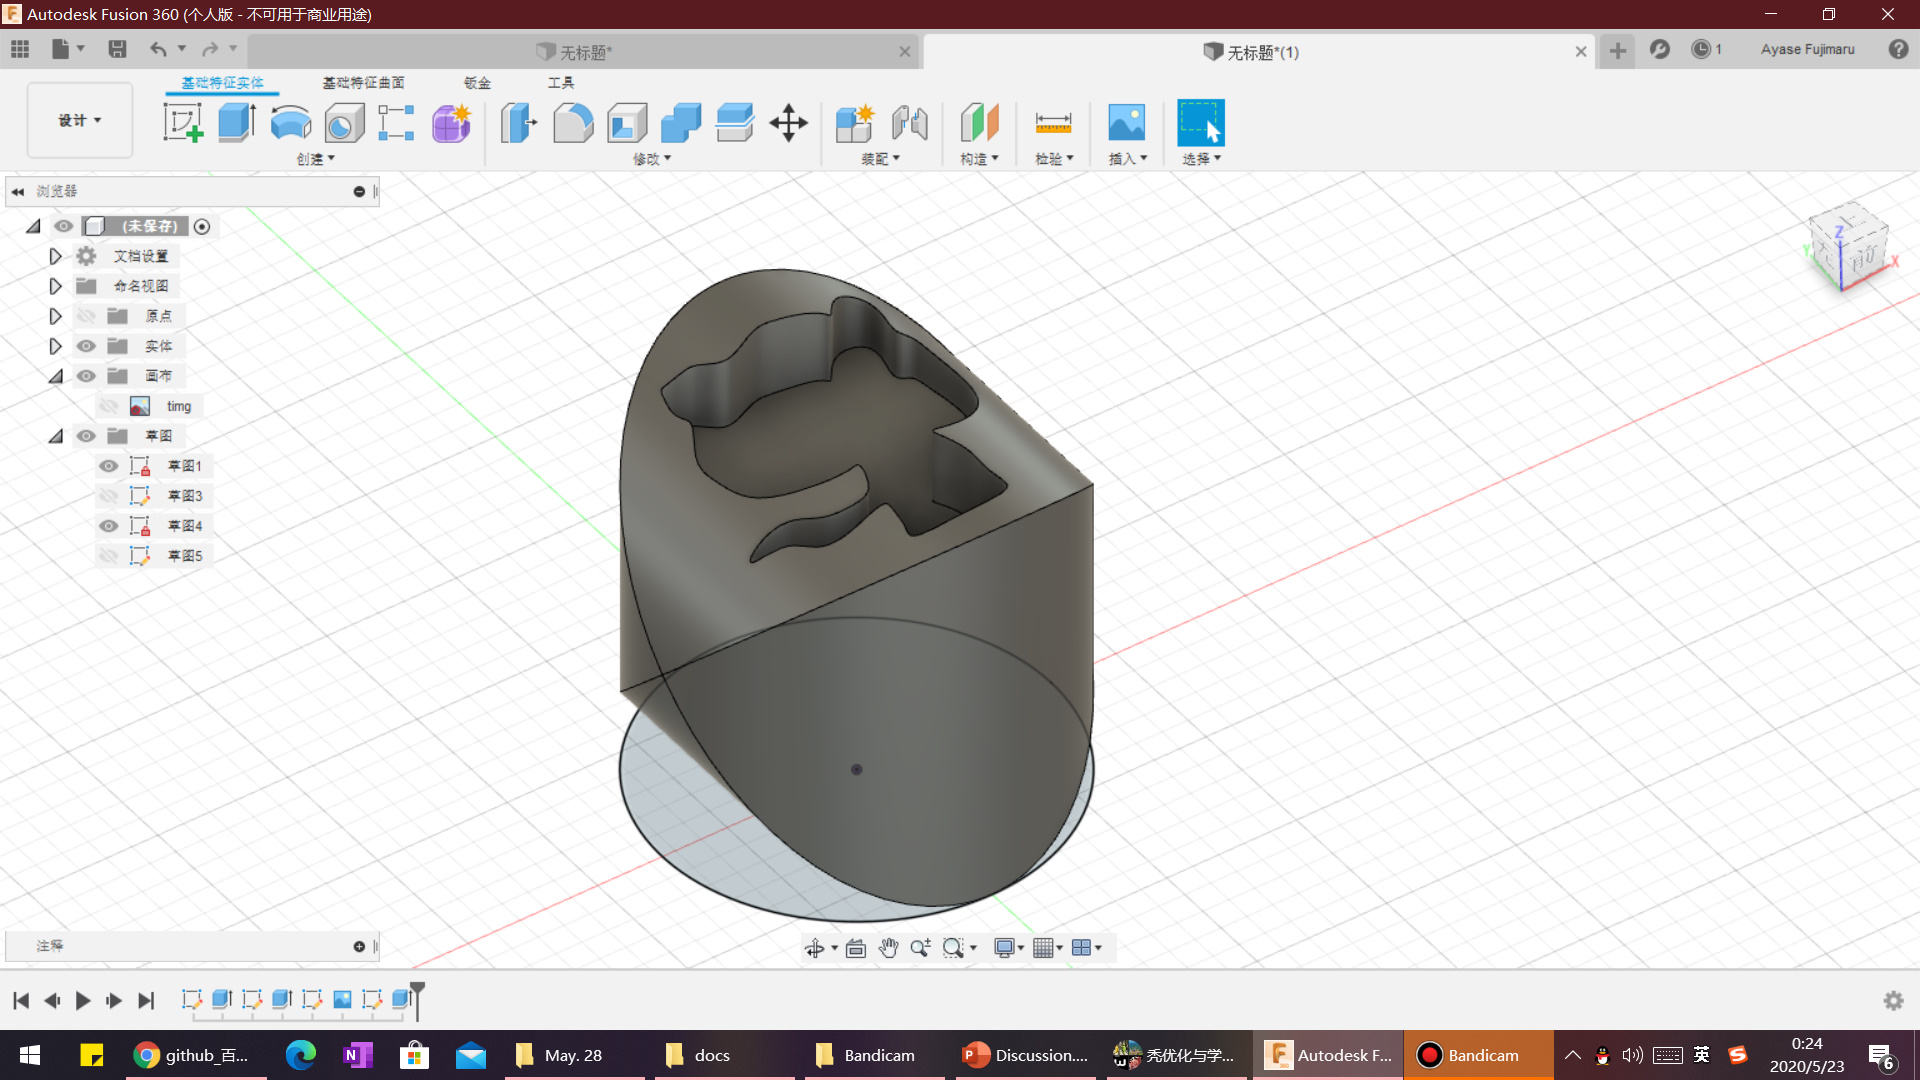 Autodesk Fusion 360 (个人版 - 不可用于商业用途)
无标题*
无标题*(1)
1
Ayase Fujimaru
基础特征实体
基础特征曲面
钣金
工具
设计
创建
修改
装配
构造
检验
插入
选择
浏览器
(未保存)
文档设置
命名视图
原点
实体
画布
timg
草图
草图1
草图3
草图4
草图5
Z
Y
X
上
前
注释
github_百...
May. 28
docs
Bandicam
Discussion....
秃优化与学...
Autodesk F...
Bandicam
英
0:24
2020/5/23
6